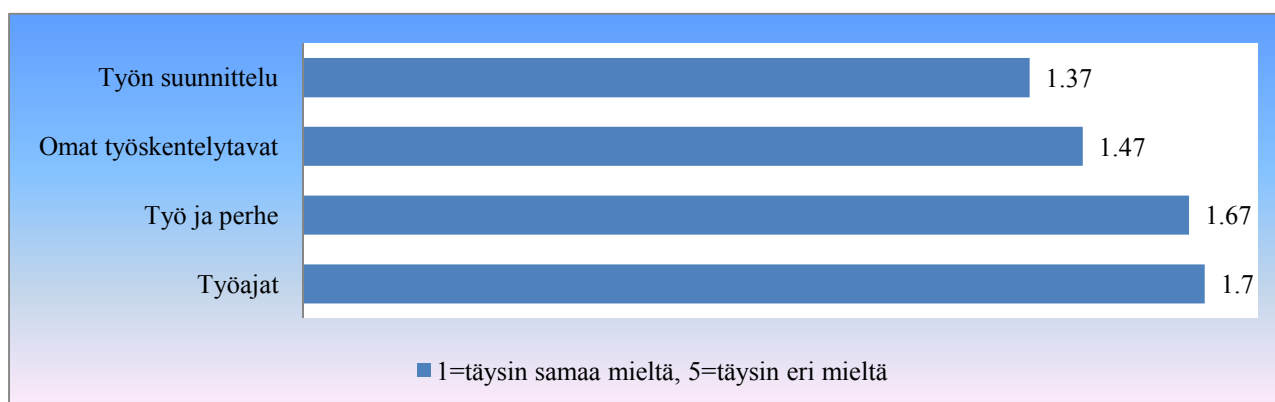 Työn suunnittelu 1.37
Omat työskentelytavat 1.47
Työ ja perhe 1.67
Työajat 1.7
1=täysin samaa mieltä, 5=täysin eri mieltä